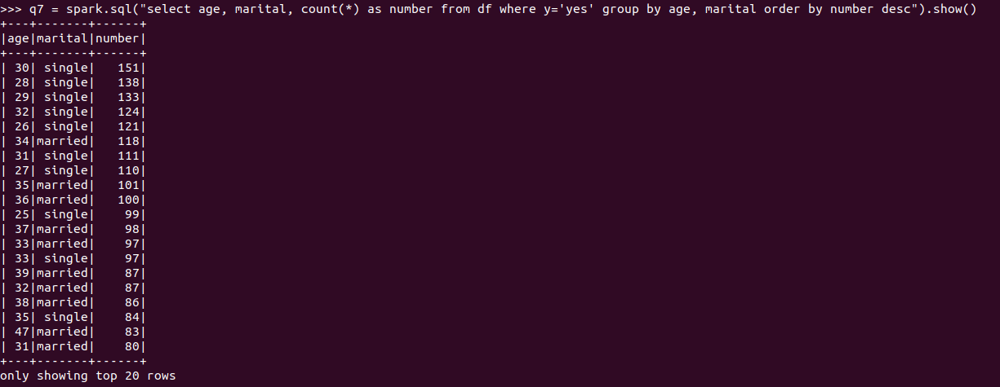 >>> q7 = spark.sql("select age, marital, count(*) as number from df where y='yes' group by age, marital order by number desc").show()
+---+-------+------+
|age|marital|number|
+---+-------+------+
| 30| single|   151|
| 28| single|   138|
| 29| single|   133|
| 32| single|   124|
| 26| single|   121|
| 34|married|   118|
| 31| single|   111|
| 27| single|   110|
| 35|married|   101|
| 36|married|   100|
| 25| single|    99|
| 37|married|    98|
| 33|married|    97|
| 33| single|    97|
| 39|married|    87|
| 32|married|    87|
| 38|married|    86|
| 35| single|    84|
| 47|married|    83|
| 31|married|    80|
+---+-------+------+
only showing top 20 rows